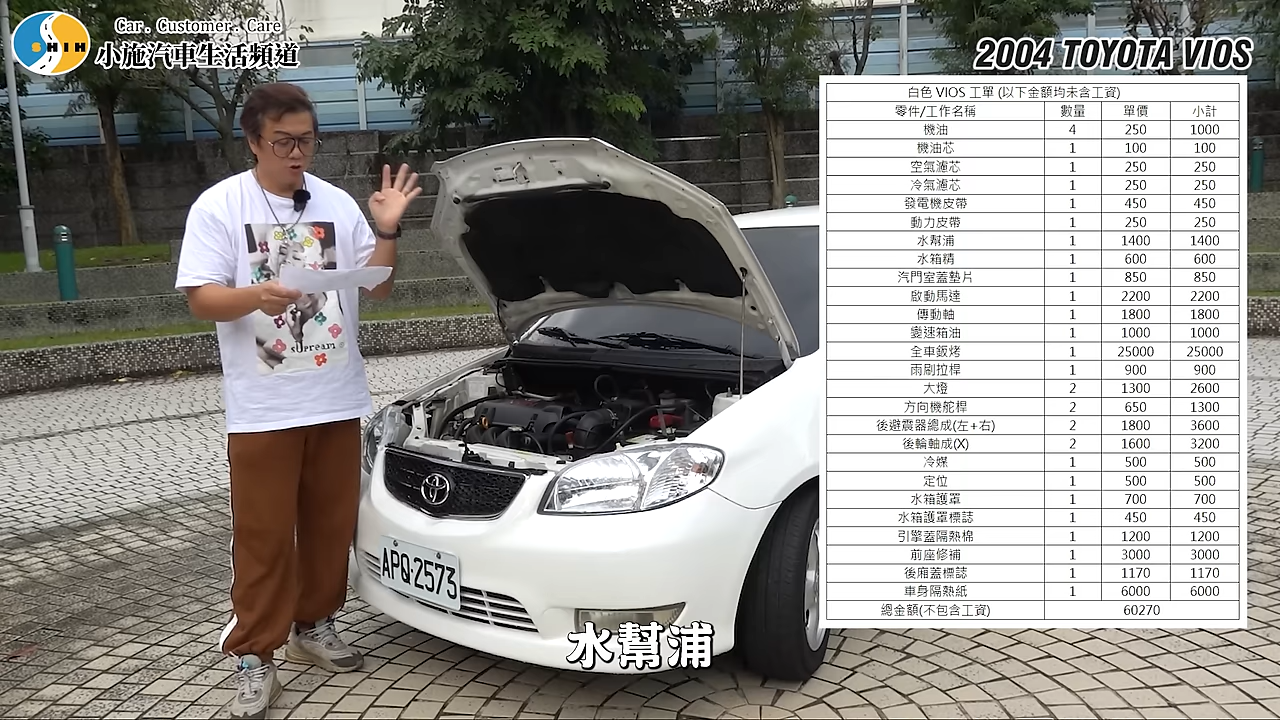 SHIH
Car. Customer. Care
小施汽車生活頻道
2004 TOYOTA VIOS
白色 VIOS 工單 (以下金額均未含工資)
零件/工作名稱 數量 單價 小計
機油 4 250 1000
機油芯 1 100 100
空氣濾芯 1 250 250
冷氣濾芯 1 250 250
發電機皮帶 1 450 450
動力皮帶 1 250 250
水幫浦 1 1400 1400
水箱精 1 600 600
汽門室蓋墊片 1 850 850
啟動馬達 1 2200 2200
傳動軸 1 1800 1800
變速箱油 1 1000 1000
全車鈑烤 1 25000 25000
雨刷拉桿 1 900 900
大燈 2 1300 2600
方向機舵桿 2 650 1300
後避震器總成(左+右) 2 1800 3600
後輪軸成(X) 2 1600 3200
冷媒 1 500 500
定位 1 500 500
水箱護罩 1 700 700
水箱護罩標誌 1 450 450
引擎蓋隔熱棉 1 1200 1200
前座修補 1 3000 3000
後廂蓋標誌 1 1170 1170
車身隔熱紙 1 6000 6000
總金額(不包含工資) 60270
scream
APQ·2573
水幫浦